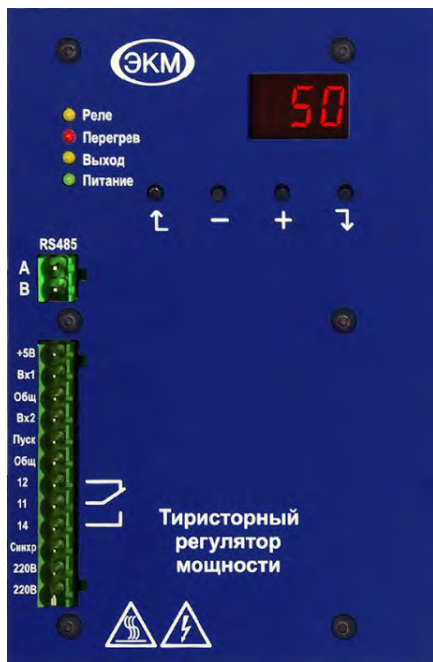 ЭКМ
50
Реле
Перегрев
Выход
Питание
− +
RS485
A
B
+5В
Вх1
Общ
Вх2
Пуск
Общ
12
11
14
Синхр
220В
220В
Тиристорный
регулятор
мощности